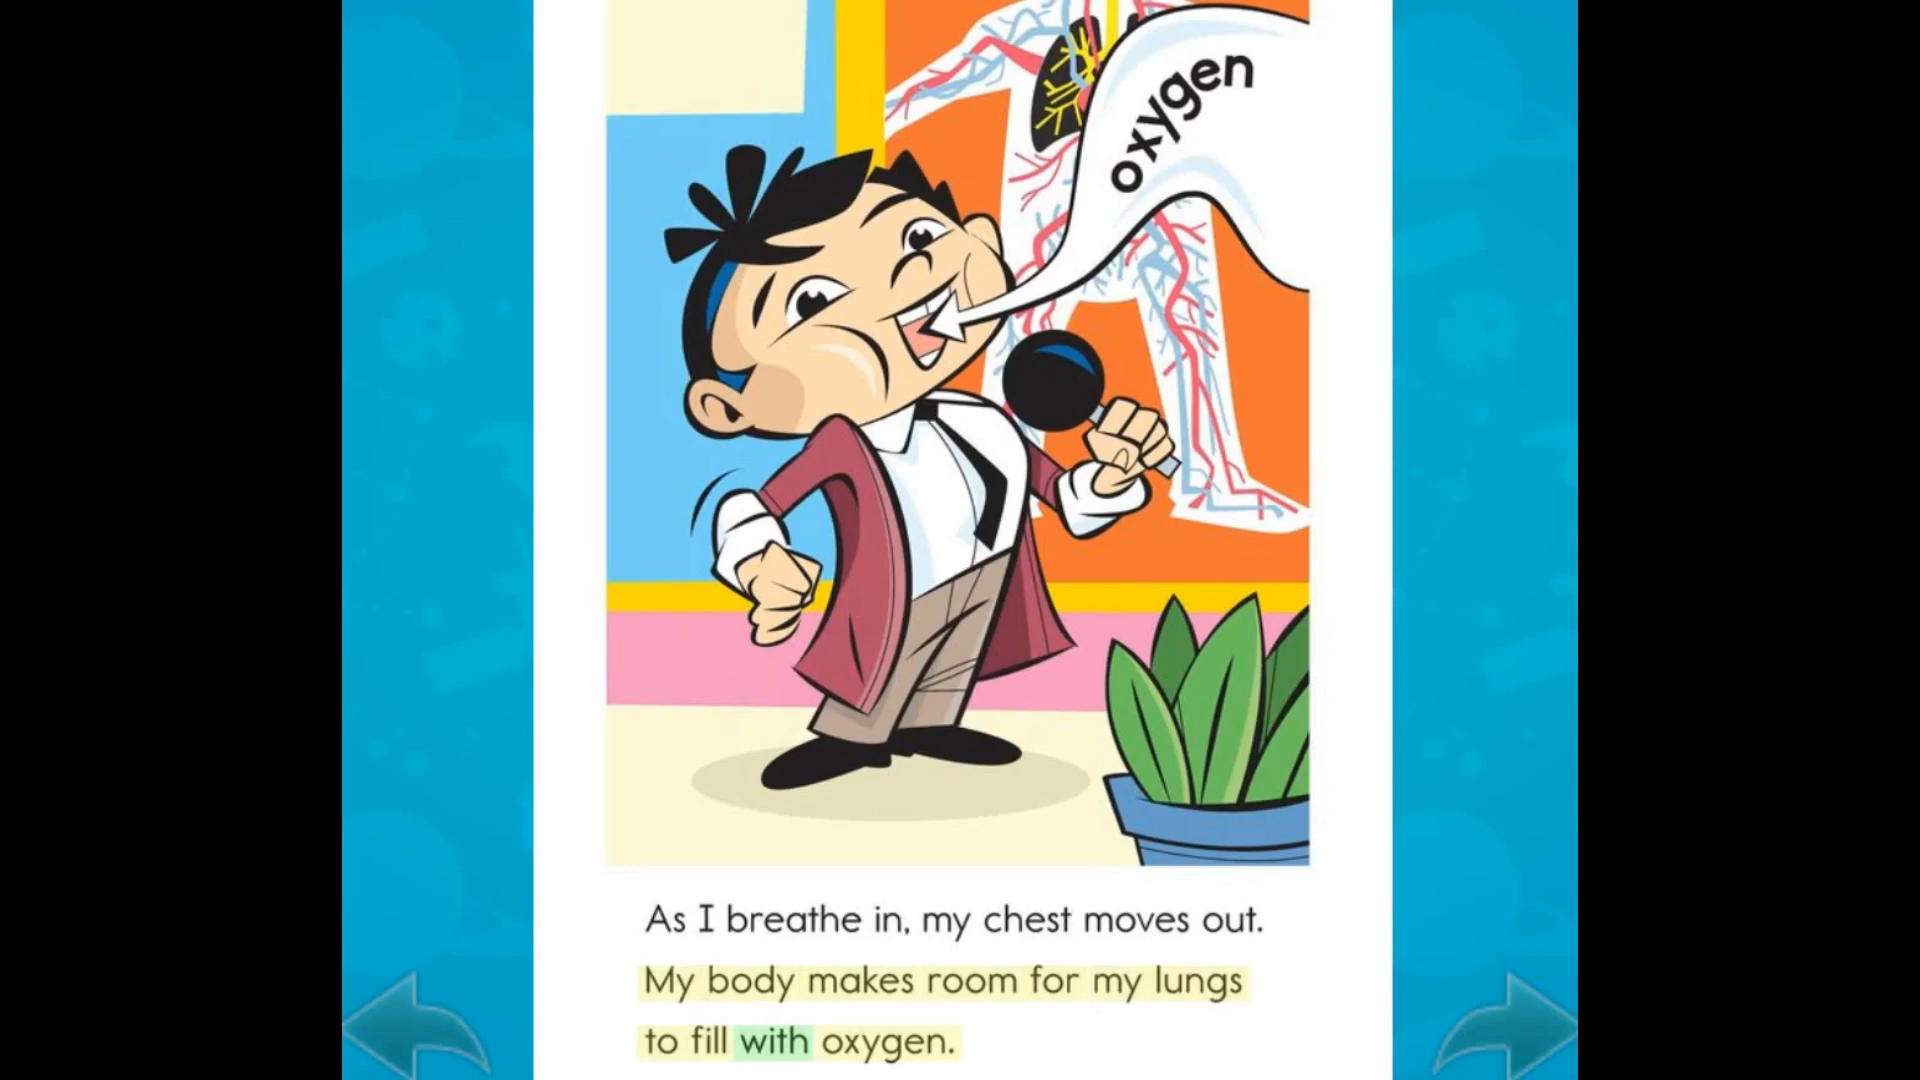 oxygen
As I breathe in, my chest moves out.
My body makes room for my lungs
to fill with oxygen.